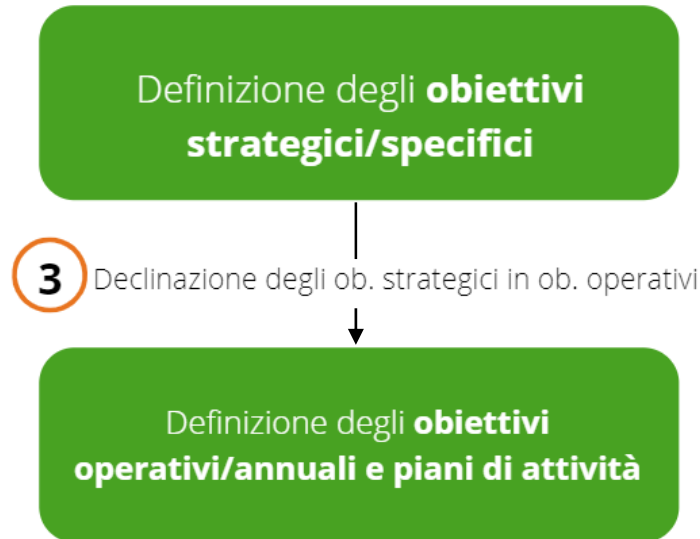 Definizione degli obiettivi
strategici/specifici
3 Declinazione degli ob. strategici in ob. operativi
Definizione degli obiettivi
operativi/annuali e piani di attività